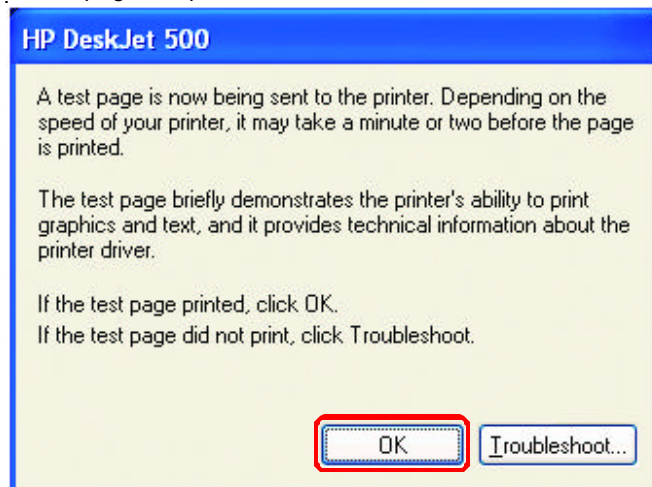 HP DeskJet 500
A test page is now being sent to the printer. Depending on the
speed of your printer, it may take a minute or two before the page
is printed.
The test page briefly demonstrates the printer's ability to print
graphics and text, and it provides technical information about the
printer driver.
If the test page printed, click OK.
If the test page did not print, click Troubleshoot.
OK
Troubleshoot...